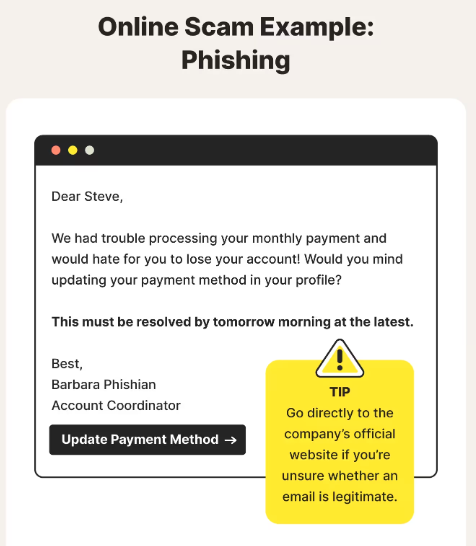 Online Scam Example:
Phishing
Dear Steve,
We had trouble processing your monthly payment and
would hate for you to lose your account! Would you mind
updating your payment method in your profile?
This must be resolved by tomorrow morning at the latest.
Best,
Barbara Phishian
Account Coordinator
Update Payment Method →
TIP
Go directly to the
company’s official
website if you’re
unsure whether an
email is legitimate.